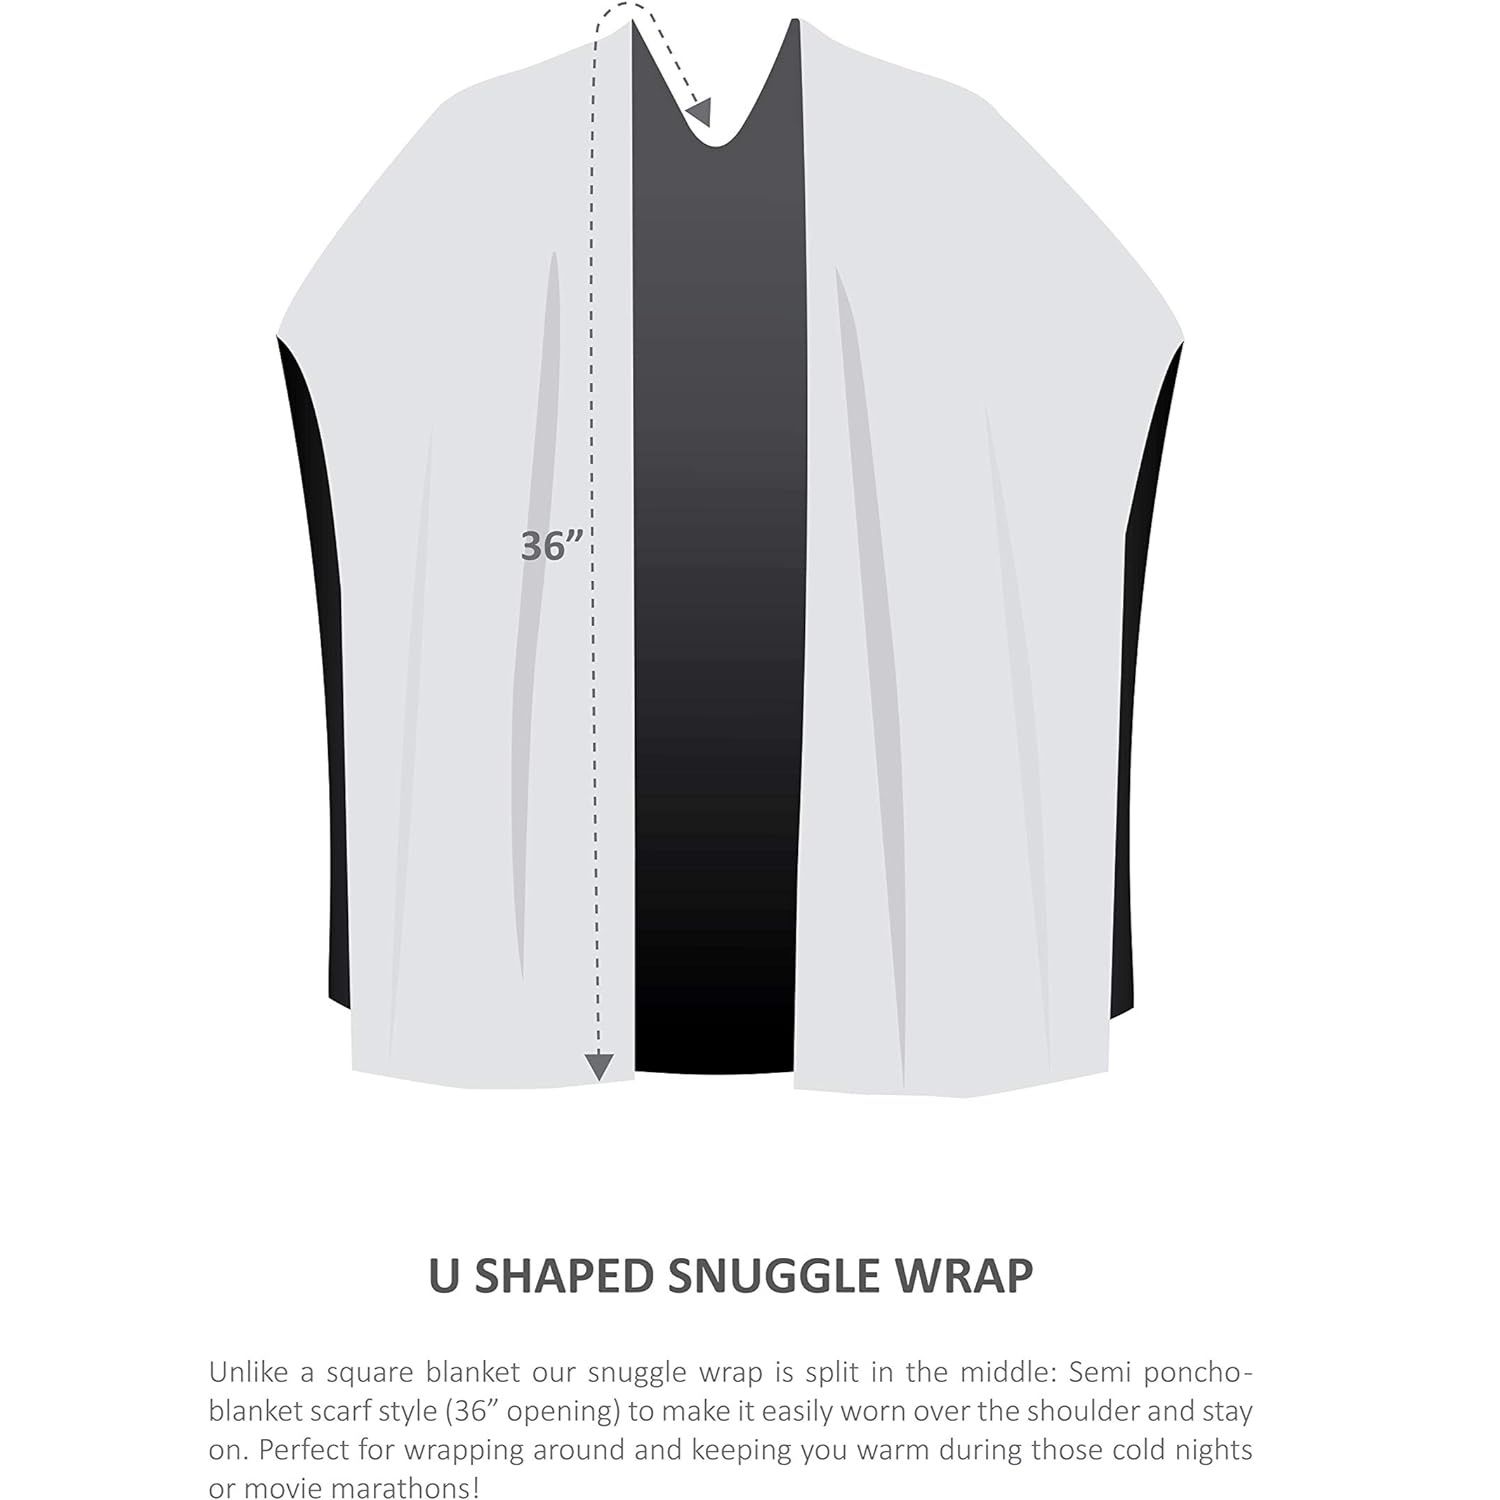 36”
U SHAPED SNUGGLE WRAP
Unlike a square blanket our snuggle wrap is split in the middle: Semi poncho-
blanket scarf style (36” opening) to make it easily worn over the shoulder and stay
on. Perfect for wrapping around and keeping you warm during those cold nights
or movie marathons!